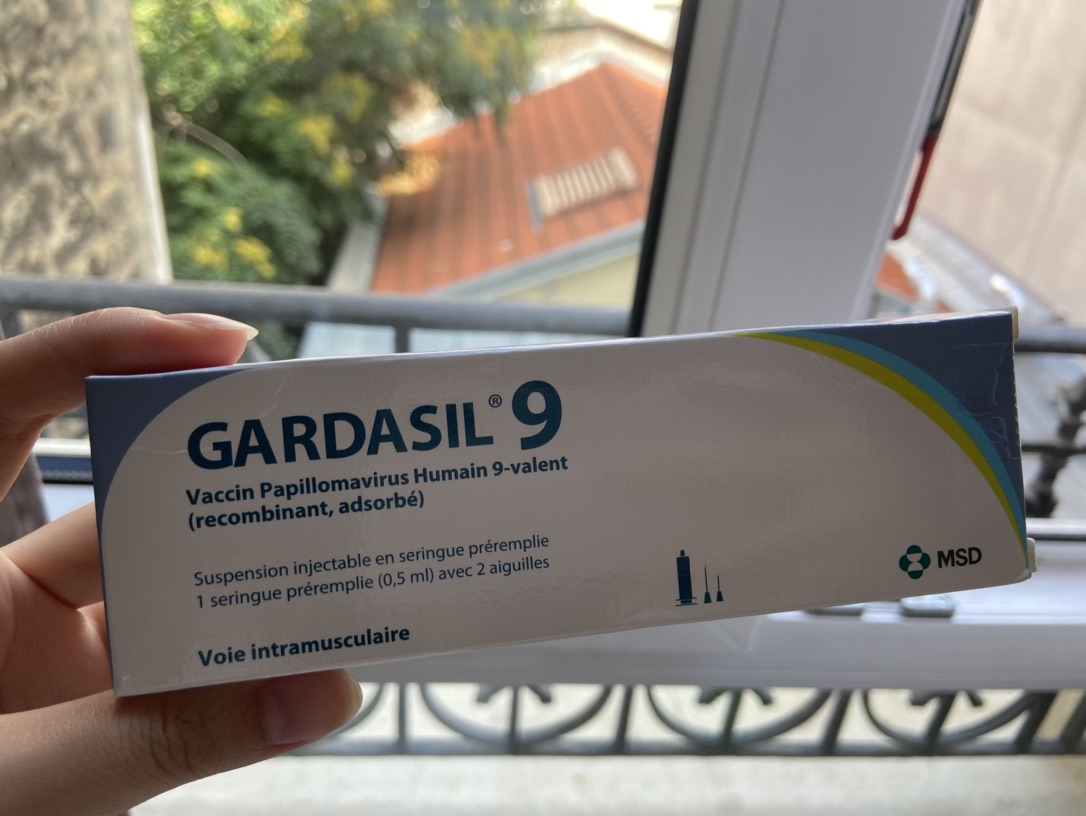 GARDASIL® 9
Vaccin Papillomavirus Humain 9-valent
(recombinant, adsorbé)
Suspension injectable en seringue préremplie
1 seringue préremplie (0,5 ml) avec 2 aiguilles
Voie intramusculaire
MSD